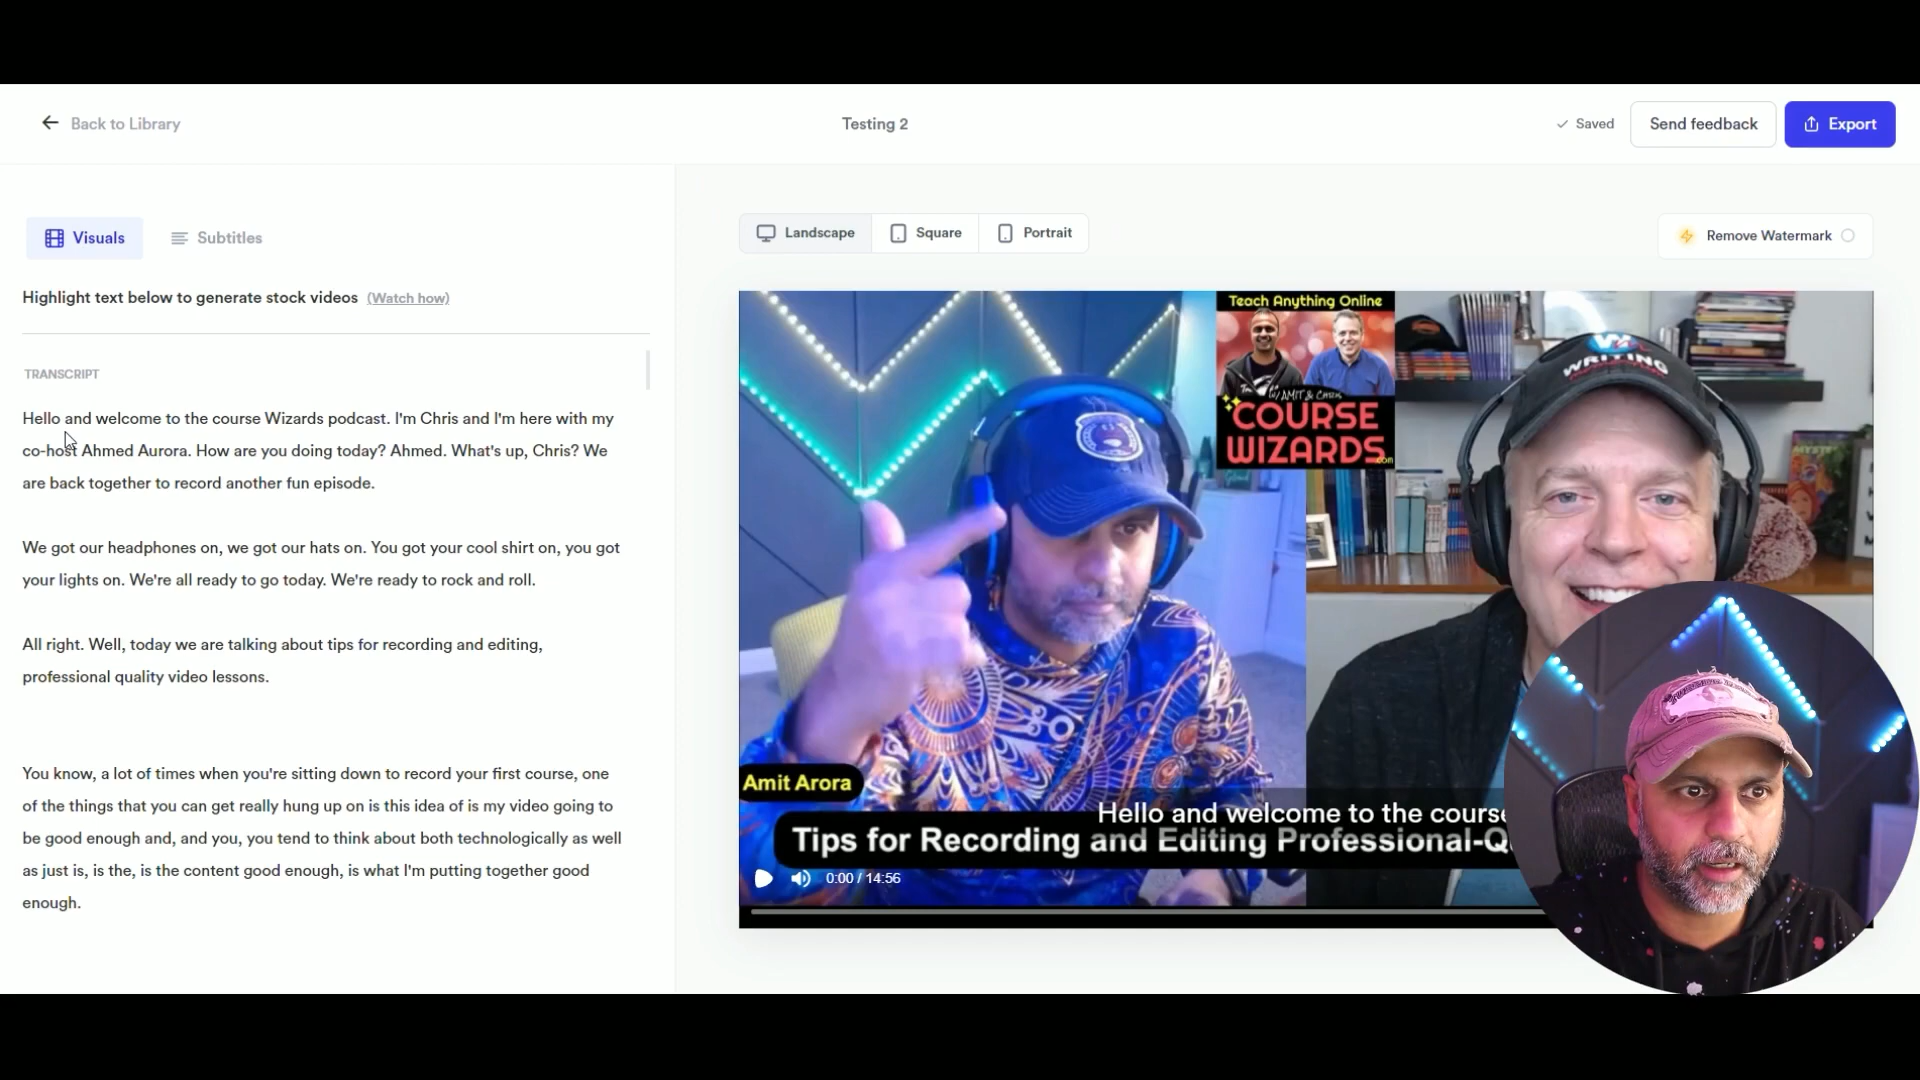 Back to Library
Testing 2
Saved
Send feedback
Export
Visuals
Subtitles
Landscape
Square
Portrait
Remove Watermark
Highlight text below to generate stock videos (Watch how)
TRANSCRIPT
Hello and welcome to the course Wizards podcast. I'm Chris and I'm here with my
co-host Ahmed Aurora. How are you doing today? Ahmed. What's up, Chris? We
are back together to record another fun episode.
We got our headphones on, we got our hats on. You got your cool shirt on, you got
your lights on. We're all ready to go today. We're ready to rock and roll.
All right. Well, today we are talking about tips for recording and editing,
professional quality video lessons.
You know, a lot of times when you're sitting down to record your first course, one
of the things that you can get really hung up on is this idea of is my video going to
be good enough and, and you, you tend to think about both technologically as well
as just is, is the, is the content good enough, is what I'm putting together good
enough.
Teach Anything Online
W/ AMIT & CHRIS
COURSE
WIZARDS.com
WRITING
Amit Arora
Hello and welcome to the course
Tips for Recording and Editing Professional-Q
0:00 / 14:56